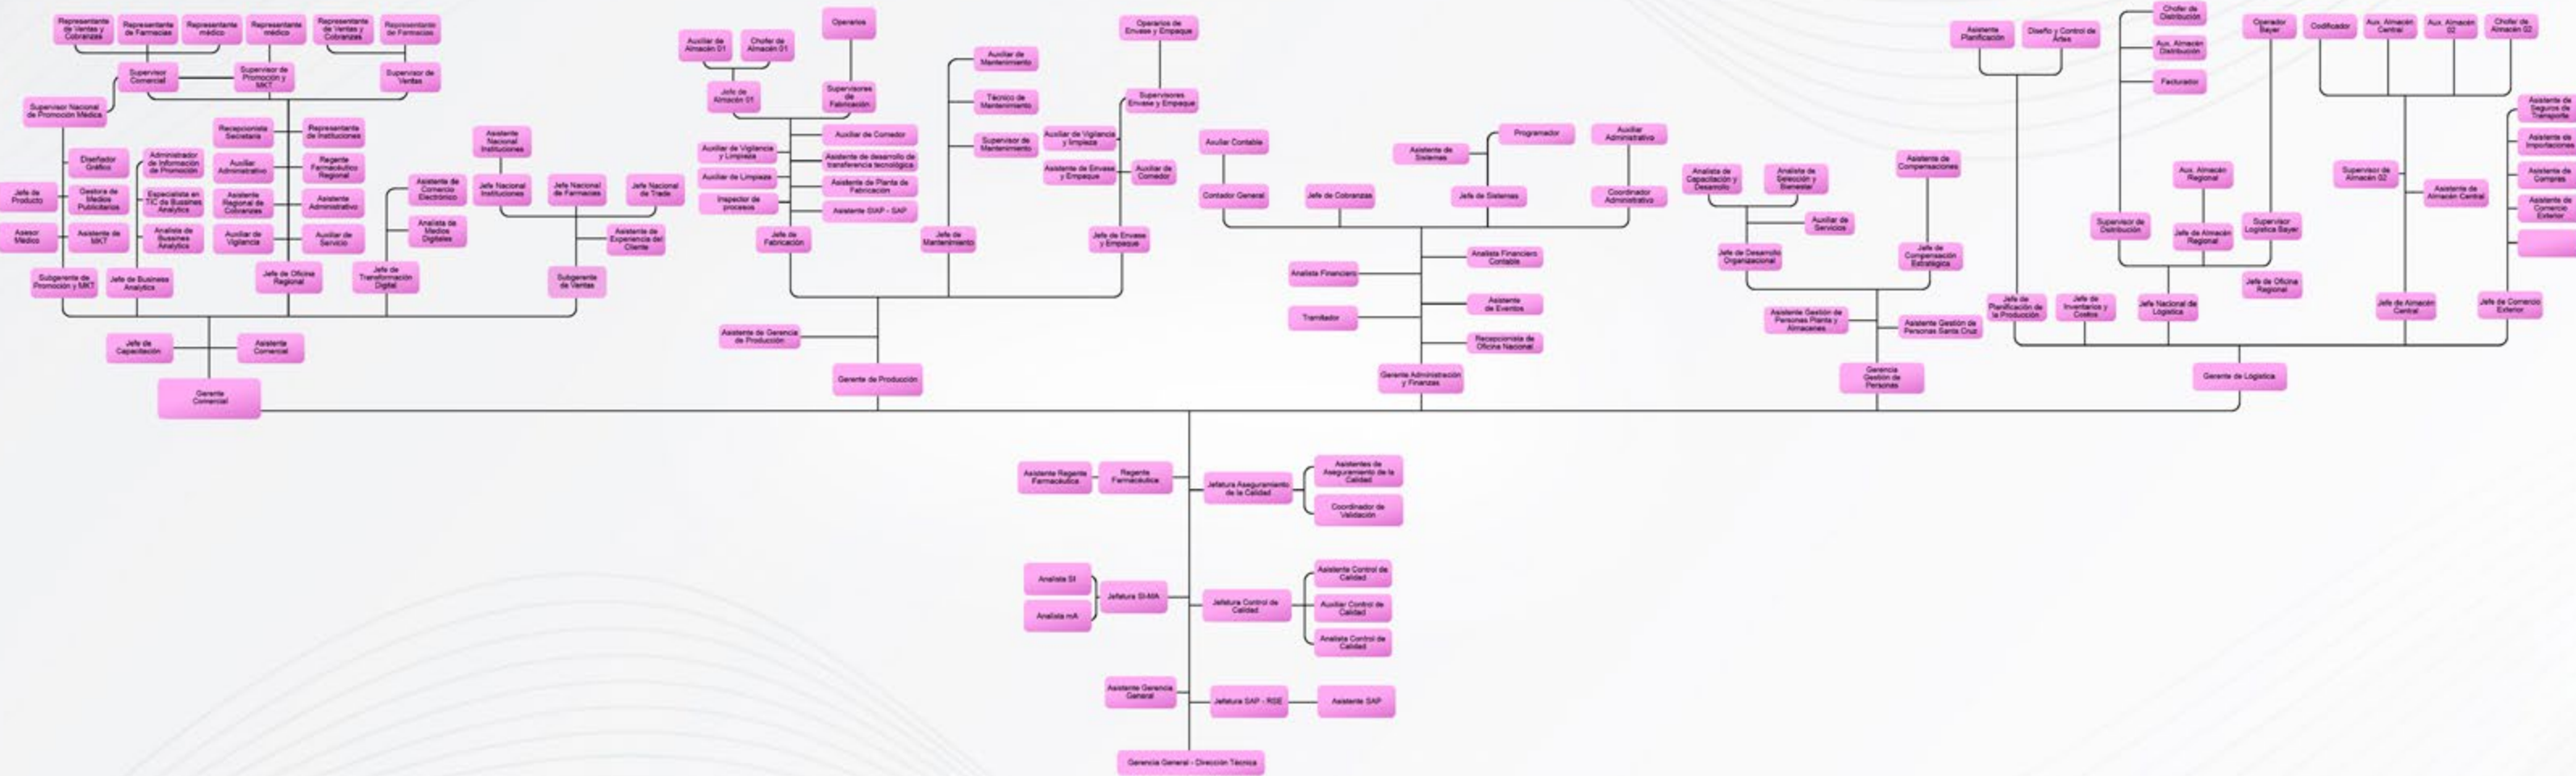 Representante
de Ventas y
Cobranzas
Representante
de Farmacias
Representante
médico
Representante
médico
Representante
de Ventas y
Cobranzas
Representante
de Farmacias
Supervisor
Comercial
Supervisor de
Promoción y
MKT
Supervisor de
Ventas
Supervisor Nacional
de Promoción Médica
Recepcionista
Secretaria
Representante
de Instituciones
Diseñador
Gráfico
Administrador
de Información
de Promoción
Auxiliar
Administrativo
Regente
Farmacéutico
Regional
Jefe de
Producto
Gestora de
Medios
Publicitarios
Especialista en
TIC de Bussines
Analytics
Asistente
Regional de
Cobranzas
Asistente
Administrativo
Asesor
Médico
Asistente de
MKT
Analista de
Bussines
Analytics
Auxiliar de
Vigilancia
Auxiliar de
Servicio
Asistente de
Comercio
Electrónico
Analista de
Medios
Digitales
Subgerente de
Promoción y MKT
Jefe de Business
Analytics
Jefe de Oficina
Regional
Jefe de
Transformación
Digital
Asistente
Nacional
Instituciones
Jefe Nacional
Instituciones
Jefe Nacional
de Farmacias
Jefe Nacional
de Trade
Asistente de
Experiencia del
Cliente
Subgerente
de Ventas
Jefe de
Capacitación
Asistente
Comercial
Gerente
Comercial
Auxiliar de
Almacén 01
Chofer de
Almacén 01
Operarios
Jefe de
Almacén 01
Supervisores
de
Fabricación
Auxiliar de Comedor
Auxiliar de Vigilancia
y Limpieza
Asistente de desarrollo de
transferencia tecnológica
Auxiliar de Limpieza
Asistente de Planta de
Fabricación
Inspector de
procesos
Asistente SIAP - SAP
Jefe de
Fabricación
Auxiliar de
Mantenimiento
Técnico de
Mantenimiento
Supervisor de
Mantenimiento
Jefe de
Mantenimiento
Operarios de
Envase y Empaque
Supervisores
Envase y Empaque
Auxiliar de Vigilancia
y limpieza
Asistente de Envase
y Empaque
Auxiliar de
Comedor
Jefe de Envase
y Empaque
Asistente de Gerencia
de Producción
Gerente de Producción
Axuliar Contable
Contador General
Jefe de Cobranzas
Asistente de
Sistemas
Programador
Jefe de Sistemas
Auxiliar
Administrativo
Coordinador
Administrativo
Analista Financiero
Contable
Analista Financiero
Asistente
de Eventos
Tramitador
Recepcionista de
Oficina Nacional
Gerente Administración
y Finanzas
Analista de
Capacitación y
Desarrollo
Analista de
Selección y
Bienestar
Auxiliar de
Servicios
Jefe de Desarrollo
Organizacional
Asistente de
Compensaciones
Jefe de
Compensación
Estratégica
Asistente Gestión de
Personas Planta y
Almacenes
Asistente Gestión de
Personas Santa Cruz
Gerencia
Gestión de
Personas
Asistente
Planificación
Diseño y Control de
Artes
Jefe de
Planificación de
la Producción
Jefe de
Inventarios y
Costos
Chofer de
Distribución
Aux. Almacén
Distribución
Facturador
Supervisor de
Distribución
Aux. Almacén
Regional
Jefe de Almacén
Regional
Operador
Bayer
Supervisor
Logística Bayer
Jefe Nacional de
Lógistica
Jefe de Oficina
Regional
Codificador
Aux. Almacén
Central
Aux. Almacén
02
Chofer de
Almacén 02
Supervisor de
Almacén 02
Asistente de
Almacén Central
Jefe de Almacén
Central
Asistente de
Seguros de
Transporte
Asistente de
Importaciones
Asistente de
Compras
Asistente de
Comercio
Exterior
Jefe de Comercio
Exterior
Gerente de Lógistica
Asistente Regente
Farmacéutica
Regente
Farmacéutica
Jefatura Aseguramiento
de la Calidad
Asistentes de
Aseguramiento de la
Calidad
Coordinador de
Validación
Analista SI
Analista mA
Jefatura SI-MA
Jefatura Control de
Calidad
Asistente Control de
Calidad
Auxiliar Control de
Calidad
Analista Control de
Calidad
Asistente Gerencia
General
Jefatura SAP - RSE
Asistente SAP
Gerencia General - Dirección Técnica